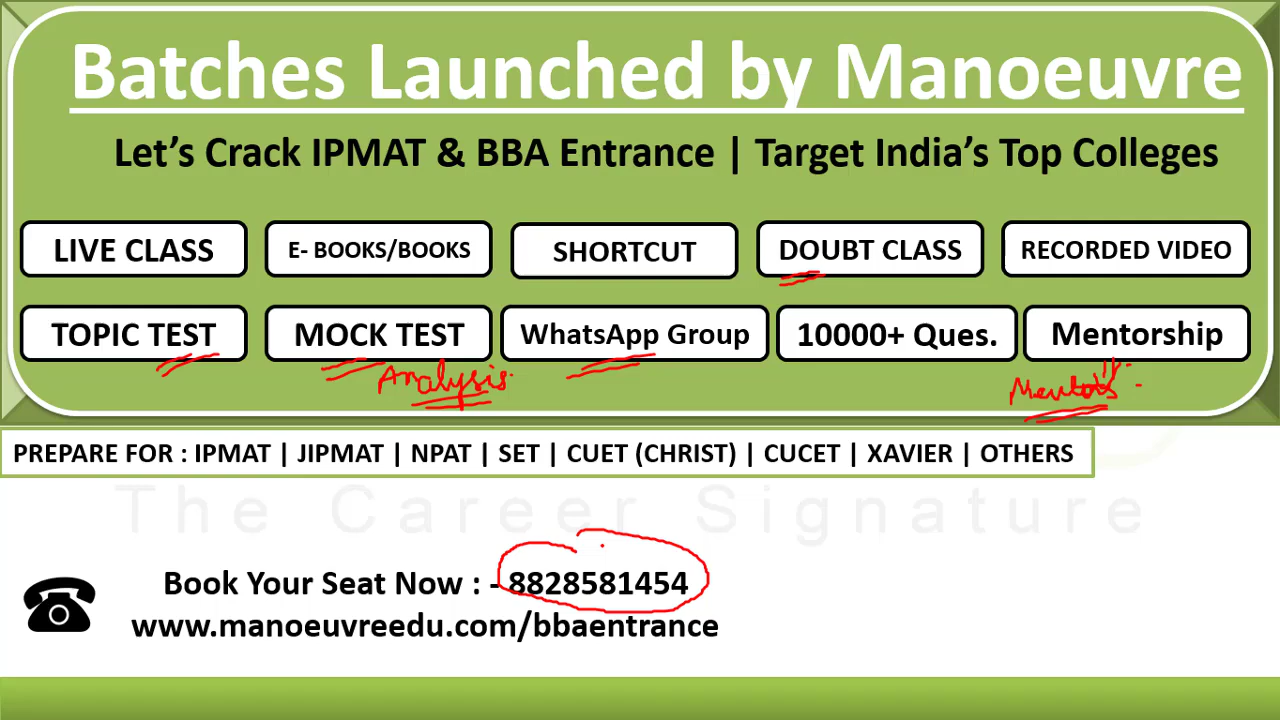 Batches Launched by Manoeuvre
Let's Crack IPMAT & BBA Entrance | Target India's Top Colleges
LIVE CLASS E- BOOKS/BOOKS SHORTCUT DOUBT CLASS RECORDED VIDEO
TOPIC TEST MOCK TEST WhatsApp Group 10000+ Ques. Mentorship
Analysis Mentors
PREPARE FOR : IPMAT | JIPMAT | NPAT | SET | CUET (CHRIST) | CUCET | XAVIER | OTHERS
The Career Signature
Book Your Seat Now : - 8828581454
www.manoeuvreedu.com/bbaentrance